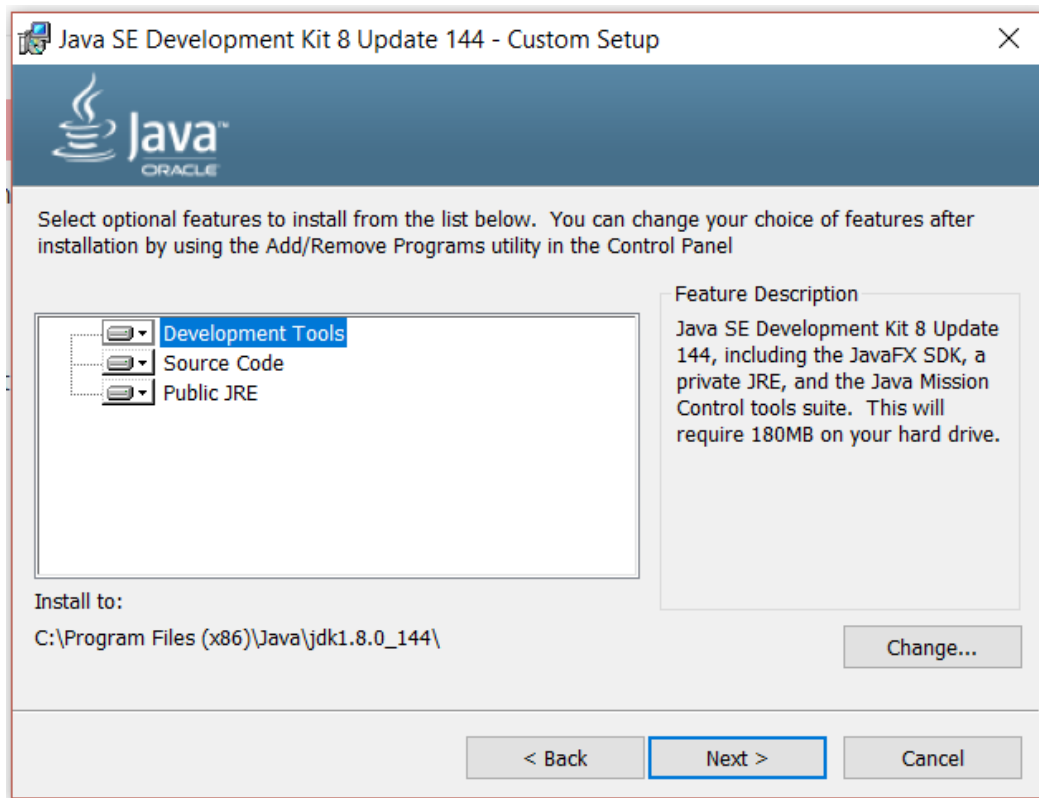 Java SE Development Kit 8 Update 144 - Custom Setup
Java™
ORACLE
Select optional features to install from the list below.  You can change your choice of features after
installation by using the Add/Remove Programs utility in the Control Panel
Development Tools
Source Code
Public JRE
Feature Description
Java SE Development Kit 8 Update
144, including the JavaFX SDK, a
private JRE, and the Java Mission
Control tools suite.  This will
require 180MB on your hard drive.
Install to:
C:\Program Files (x86)\Java\jdk1.8.0_144\
Change...
< Back
Next >
Cancel